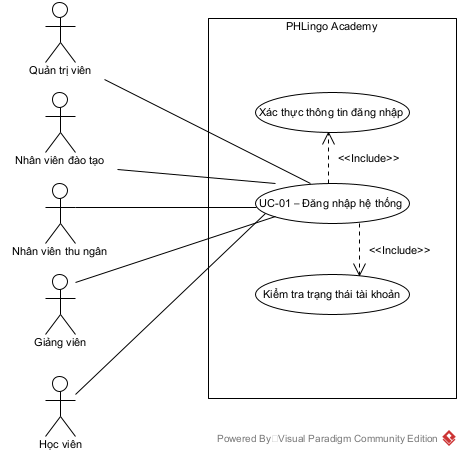 PHLingo Academy
Quản trị viên
Xác thực thông tin đăng nhập
Nhân viên đào tạo
<<Include>>
UC-01 – Đăng nhập hệ thống
Nhân viên thu ngân
<<Include>>
Kiểm tra trạng thái tài khoản
Giảng viên
Học viên
Powered By Visual Paradigm Community Edition